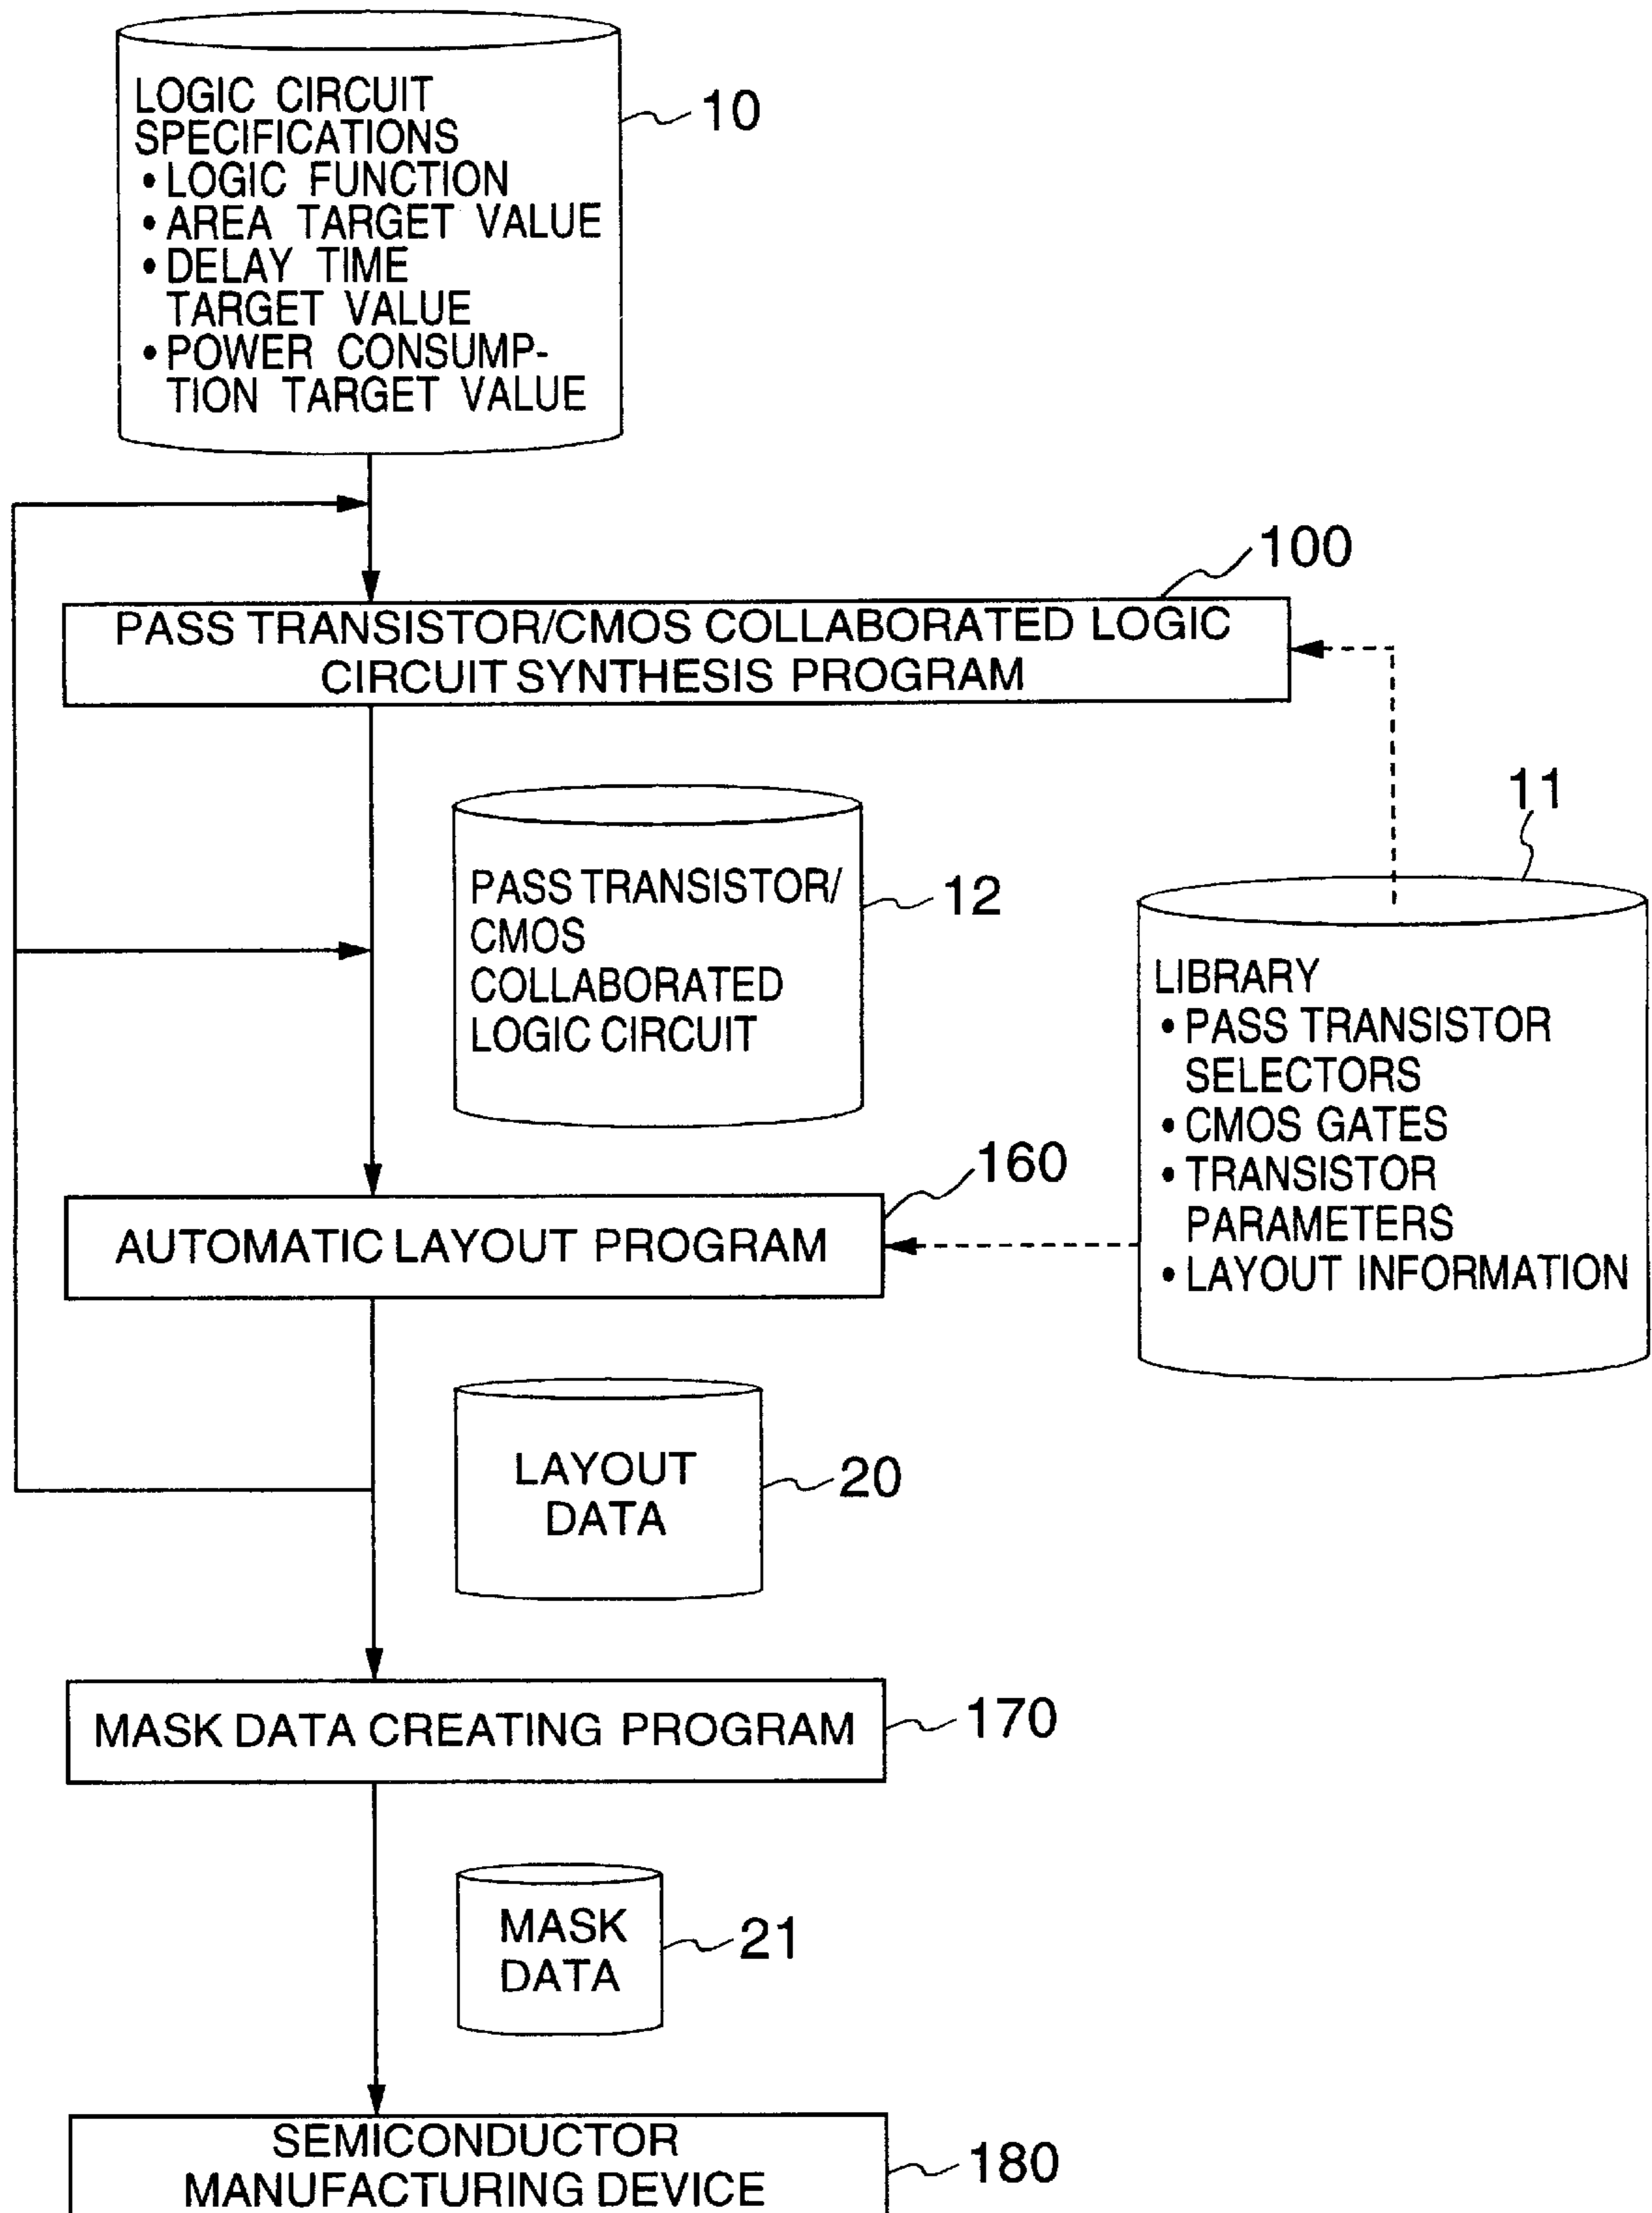 LOGIC CIRCUIT
SPECIFICATIONS
• LOGIC FUNCTION
• AREA TARGET VALUE
• DELAY TIME
TARGET VALUE
• POWER CONSUMP-
TION TARGET VALUE
10
100
PASS TRANSISTOR/CMOS COLLABORATED LOGIC
CIRCUIT SYNTHESIS PROGRAM
11
PASS TRANSISTOR/
CMOS
COLLABORATED
LOGIC CIRCUIT
12
LIBRARY
• PASS TRANSISTOR
SELECTORS
• CMOS GATES
• TRANSISTOR
PARAMETERS
• LAYOUT INFORMATION
160
AUTOMATIC LAYOUT PROGRAM
LAYOUT
DATA
20
MASK DATA CREATING PROGRAM
170
MASK
DATA
21
SEMICONDUCTOR
MANUFACTURING DEVICE
180